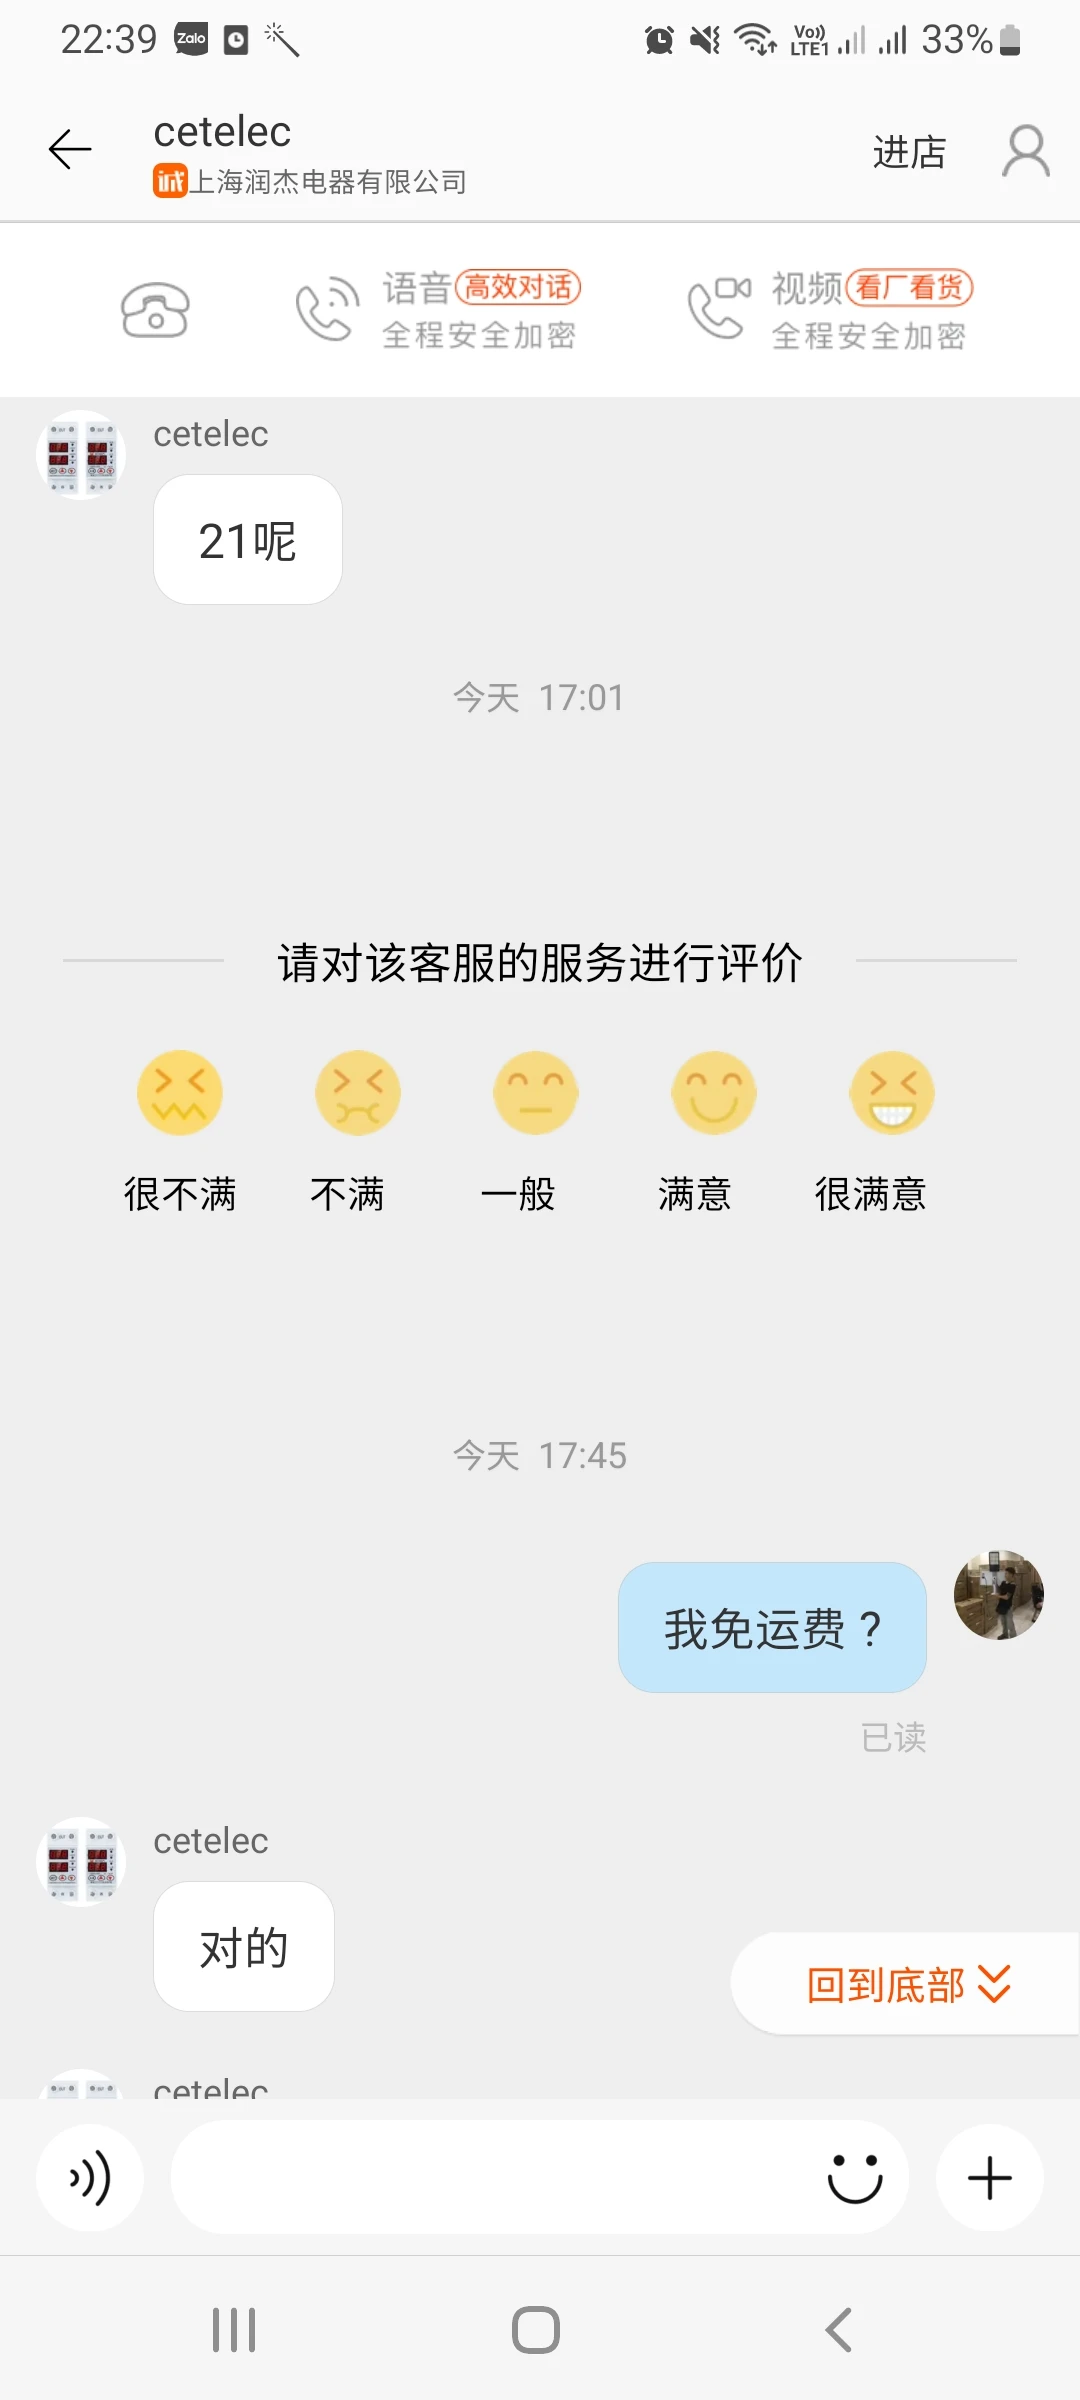 22:39 Zalo Vo)) LTE1 33%
cetelec
诚上海润杰电器有限公司
进店
语音 高效对话
全程安全加密
视频 看厂看货
全程安全加密
cetelec
21呢
今天 17:01
请对该客服的服务进行评价
很不满 不满 一般 满意 很满意
今天 17:45
我免运费？
已读
cetelec
对的
回到底部
cetelec